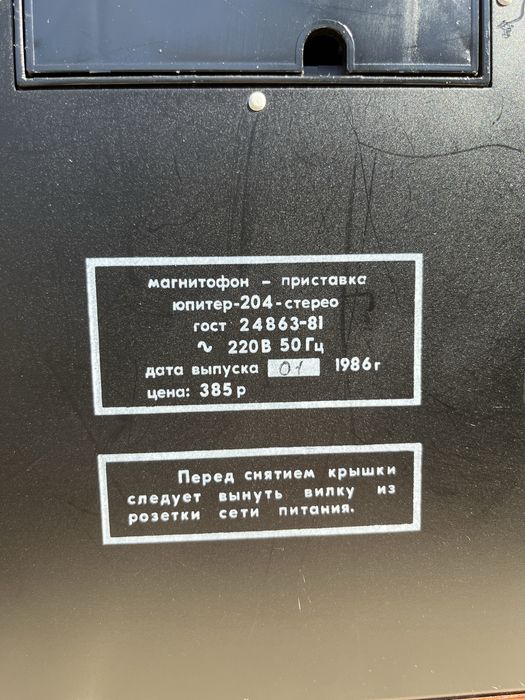 магнитофон – приставка
юпитер-204-стерео
гост 24863-81
~ 220В 50Гц
дата выпуска 01 1986г
цена: 385р
Перед снятием крышки
следует вынуть вилку из
розетки сети питания.